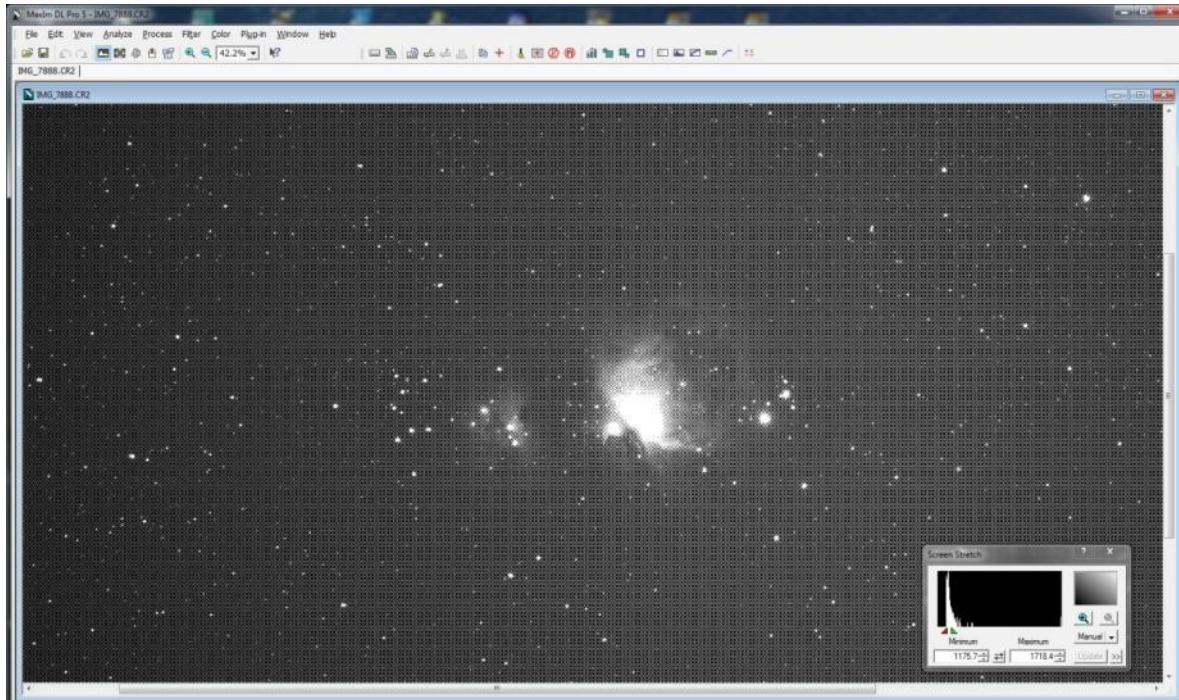 MaxIm DL Pro 5 - IMG_7888.CR2
File Edit View Analyze Process Filter Color Plug-in Window Help
42.2%
IMG_7888.CR2
IMG_7888.CR2
Screen Stretch
Minimum Maximum Manual
1175.7 1718.4 Update >>